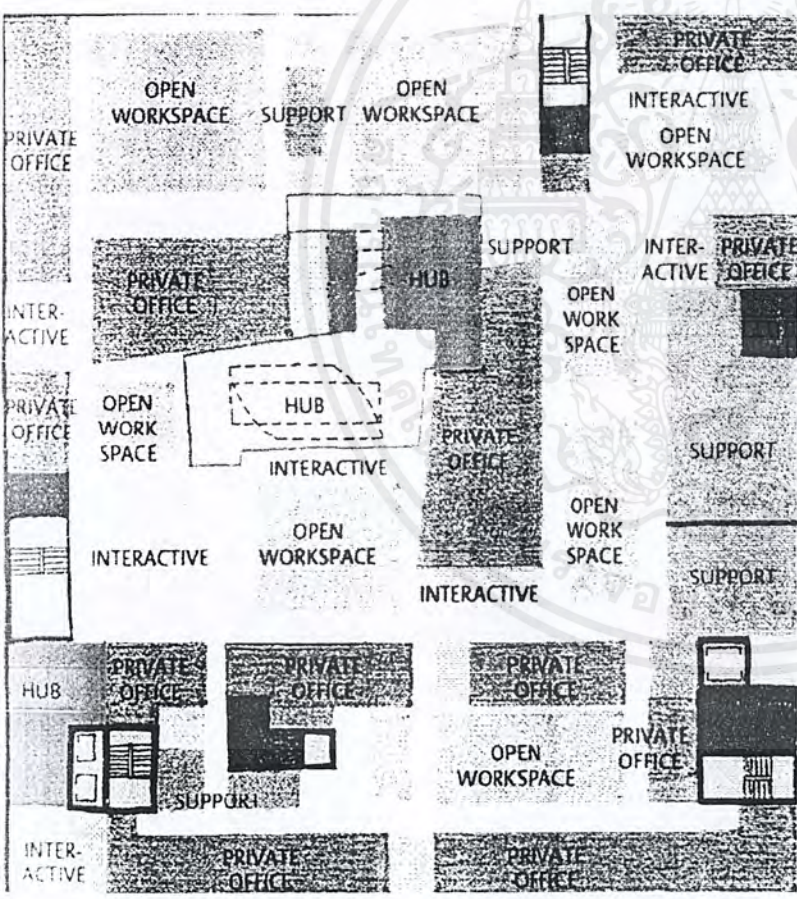 PRIVATE
OFFICE
OPEN
WORKSPACE
SUPPORT
OPEN
WORKSPACE
INTERACTIVE
OPEN
WORKSPACE
PRIVATE
OFFICE
PRIVATE
OFFICE
HUB
SUPPORT
INTER-
ACTIVE
PRIVATE
OFFICE
INTER-
ACTIVE
OPEN
WORK
SPACE
PRIVATE
OFFICE
OPEN
WORK
SPACE
HUB
INTERACTIVE
PRIVATE
OFFICE
SUPPORT
INTERACTIVE
OPEN
WORKSPACE
OPEN
WORK
SPACE
INTERACTIVE
SUPPORT
HUB
PRIVATE
OFFICE
PRIVATE
OFFICE
PRIVATE
OFFICE
OPEN
WORKSPACE
PRIVATE
OFFICE
SUPPORT
INTER-
ACTIVE
PRIVATE
OFFICE
PRIVATE
OFFICE